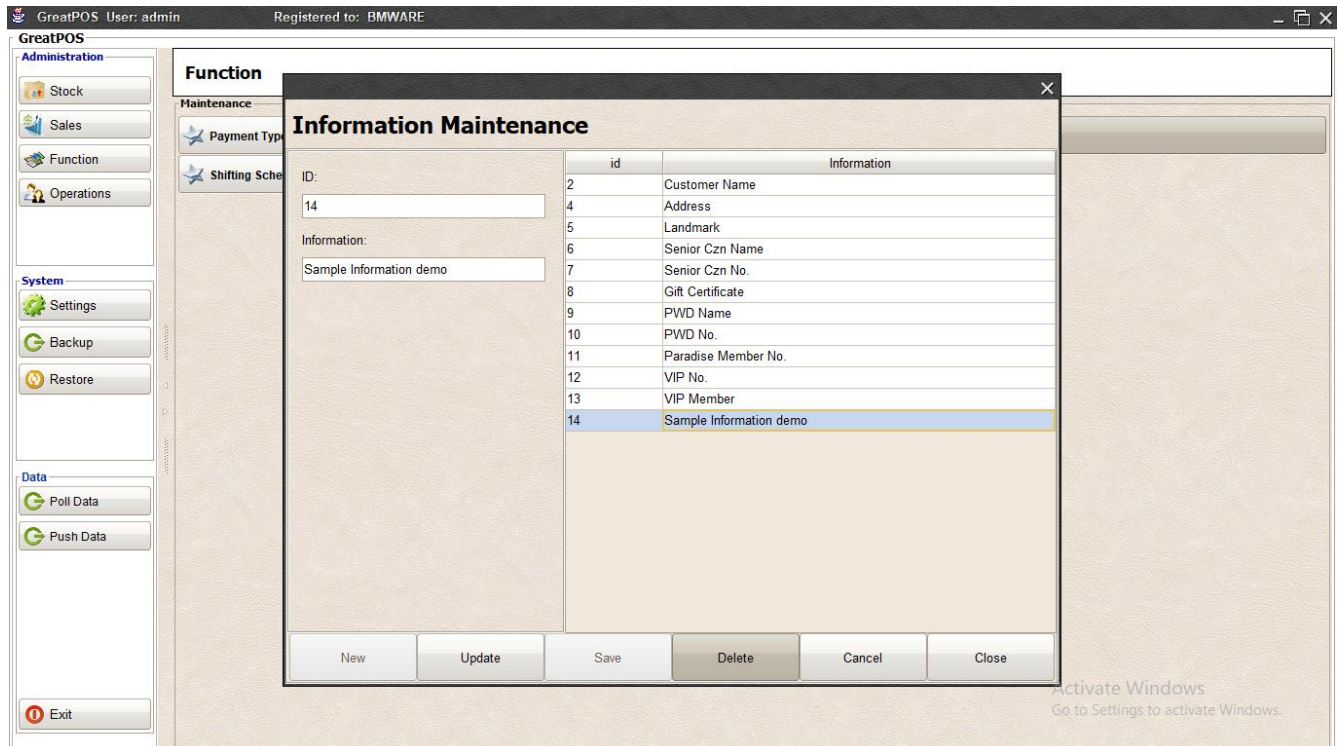 GreatPOS User: admin Registered to: BMWARE
GreatPOS
Administration
Stock
Sales
Function
Operations
System
Settings
Backup
Restore
Data
Poll Data
Push Data
Exit
Function
Maintenance
Payment Typ
Shifting Sche
Information Maintenance
ID:
14
Information:
Sample Information demo
id Information
2 Customer Name
4 Address
5 Landmark
6 Senior Czn Name
7 Senior Czn No.
8 Gift Certificate
9 PWD Name
10 PWD No.
11 Paradise Member No.
12 VIP No.
13 VIP Member
14 Sample Information demo
New Update Save Delete Cancel Close
Activate Windows
Go to Settings to activate Windows.